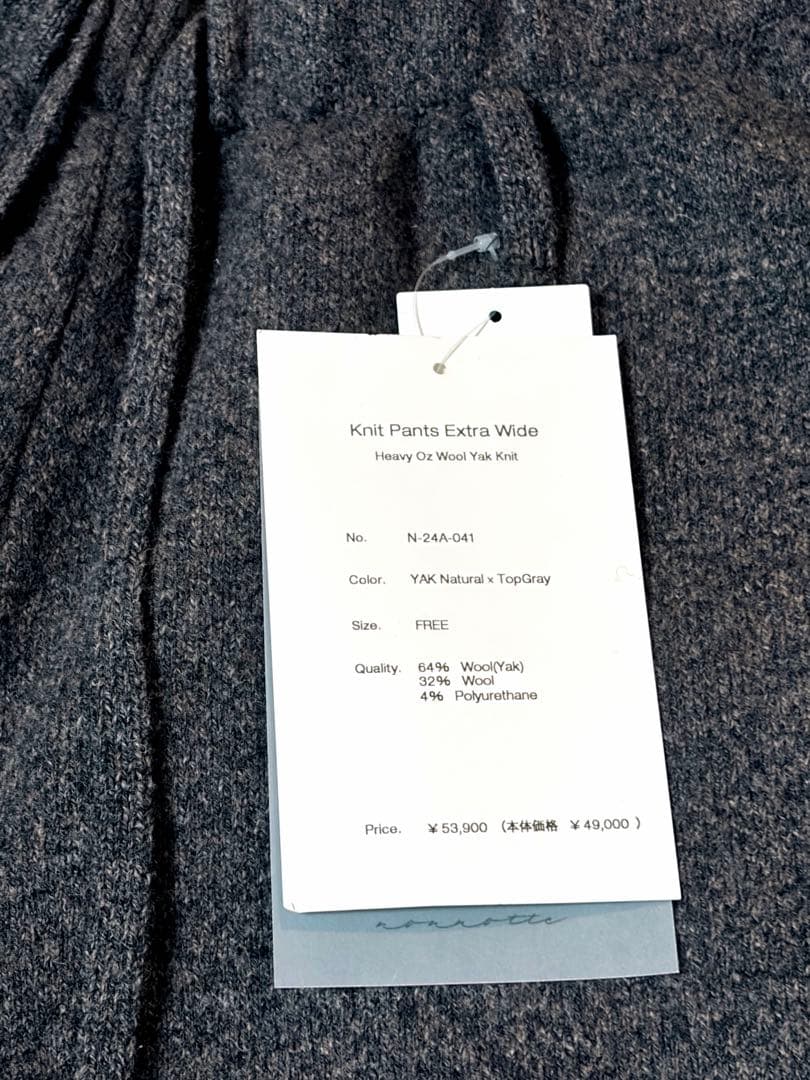 Knit Pants Extra Wide
Heavy Oz Wool Yak Knit
No. N-24A-041
Color. YAK Natural x TopGray
Size. FREE
Quality. 64% Wool(Yak)
32% Wool
4% Polyurethane
Price. ¥53,900 (本体価格 ¥49,000 )
nonnotte